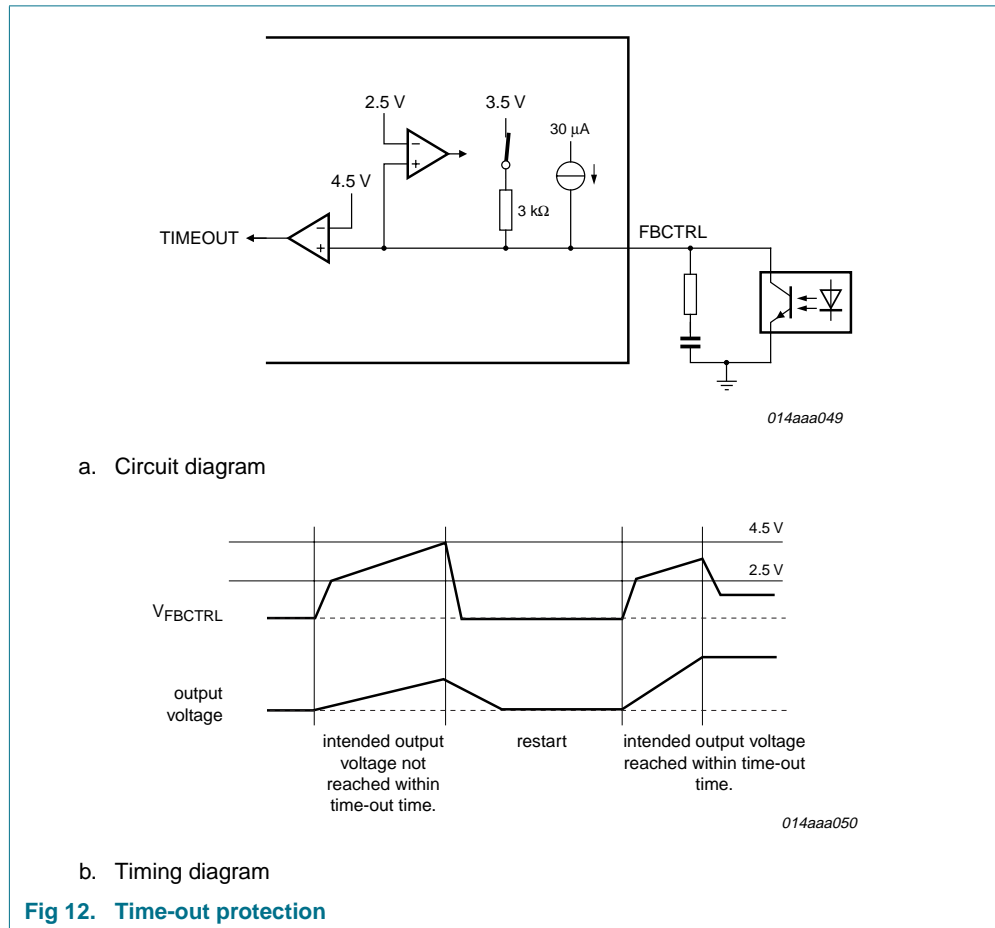 2.5 V
3.5 V
30 μA
−
+
4.5 V
3 kΩ
TIMEOUT
−
+
FBCTRL
014aaa049
a. Circuit diagram
4.5 V
2.5 V
VFBCTRL
output
voltage
intended output
voltage not
reached within
time-out time.
restart
intended output voltage
reached within time-out
time.
014aaa050
b. Timing diagram
Fig 12. Time-out protection